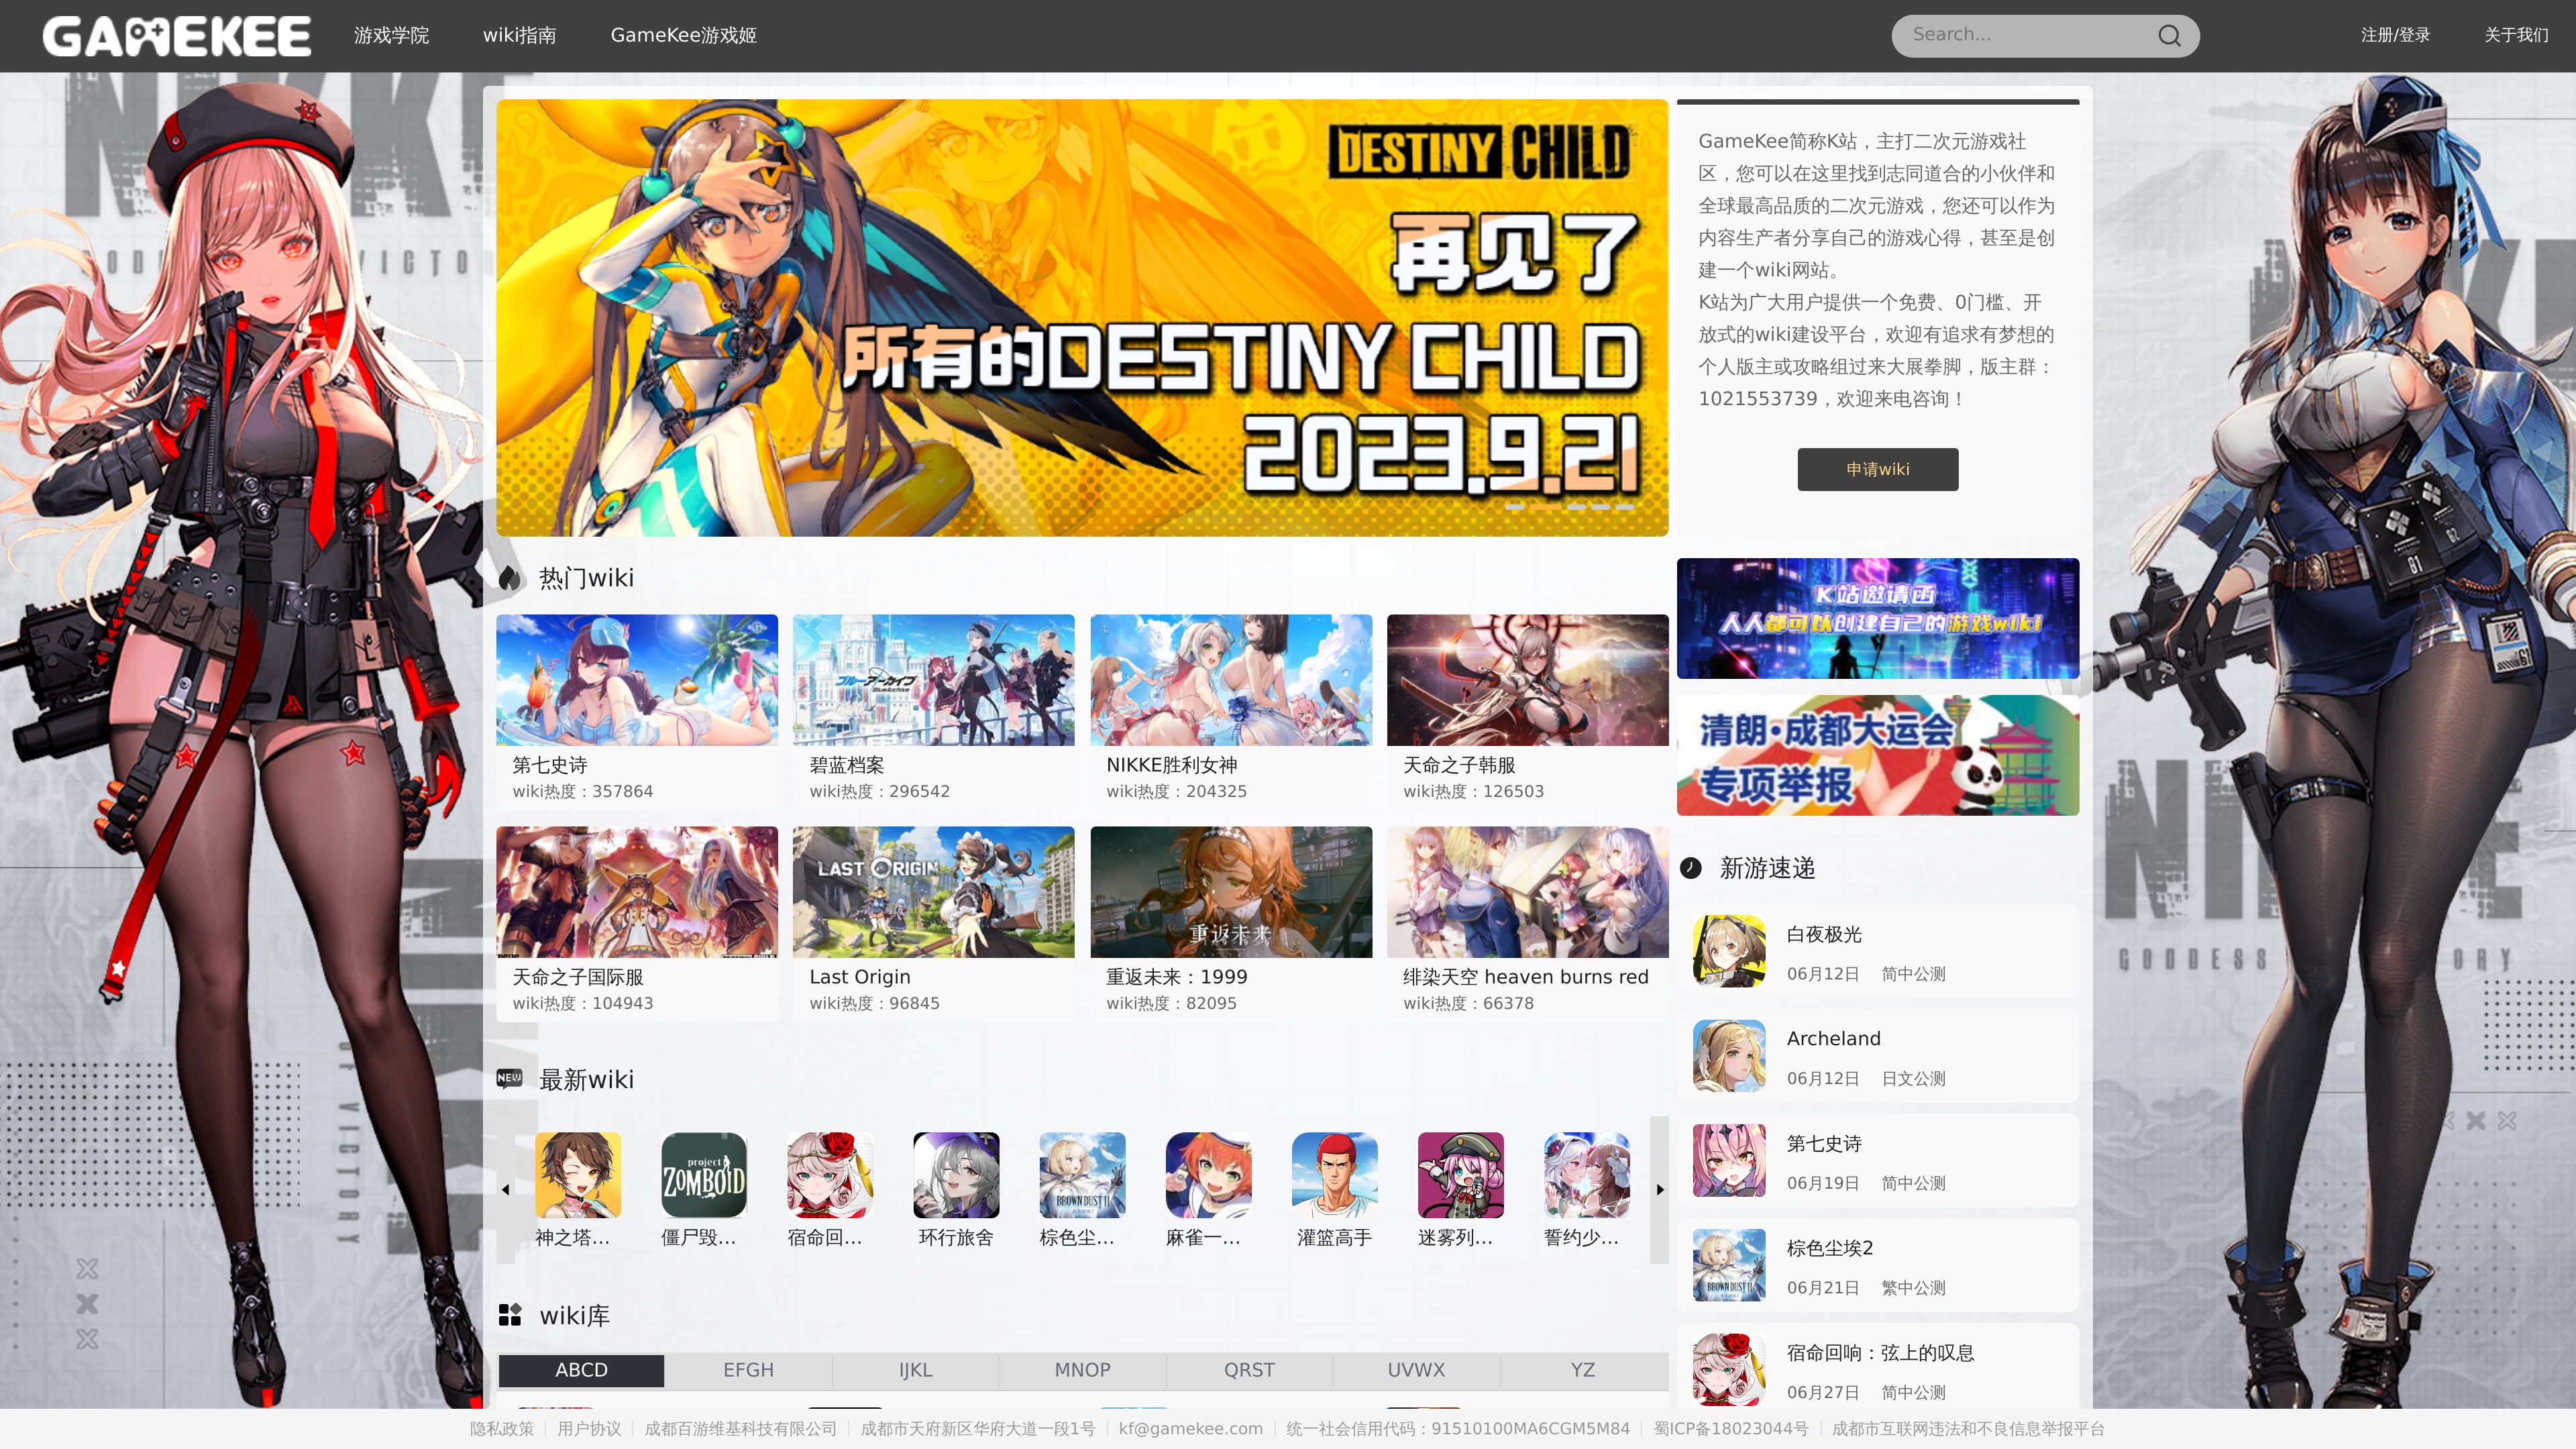 GAMEKEE
游戏学院
wiki指南
GameKee游戏姬
Search...
注册/登录
关于我们
DESTINY CHILD
再见了
所有的DESTINY CHILD
2023.9.21
GameKee简称K站，主打二次元游戏社
区，您可以在这里找到志同道合的小伙伴和
全球最高品质的二次元游戏，您还可以作为
内容生产者分享自己的游戏心得，甚至是创
建一个wiki网站。
K站为广大用户提供一个免费、0门槛、开
放式的wiki建设平台，欢迎有追求有梦想的
个人版主或攻略组过来大展拳脚，版主群：
1021553739，欢迎来电咨询！
申请wiki
K站邀请函
人人都可以创建自己的游戏wiki
清朗·成都大运会
专项举报
热门wiki
ブルーアーカイブ
BlueArchive
第七史诗
wiki热度：357864
碧蓝档案
wiki热度：296542
NIKKE胜利女神
wiki热度：204325
天命之子韩服
wiki热度：126503
LAST ORIGIN
重返未来
天命之子国际服
wiki热度：104943
Last Origin
wiki热度：96845
重返未来：1999
wiki热度：82095
绯染天空 heaven burns red
wiki热度：66378
NEW
最新wiki
project
ZOMBOID
BROWN DUST II
神之塔...
僵尸毁...
宿命回...
环行旅舍
棕色尘...
麻雀一...
灌篮高手
迷雾列...
誓约少...
wiki库
ABCD
EFGH
IJKL
MNOP
QRST
UVWX
YZ
新游速递
白夜极光
06月12日 简中公测
Archeland
06月12日 日文公测
第七史诗
06月19日 简中公测
棕色尘埃2
06月21日 繁中公测
BROWN DUST II
宿命回响：弦上的叹息
06月27日 简中公测
GODDESS
VICTORY
61
62
隐私政策
用户协议
成都百游维基科技有限公司
成都市天府新区华府大道一段1号
kf@gamekee.com
统一社会信用代码：91510100MA6CGM5M84
蜀ICP备18023044号
成都市互联网违法和不良信息举报平台